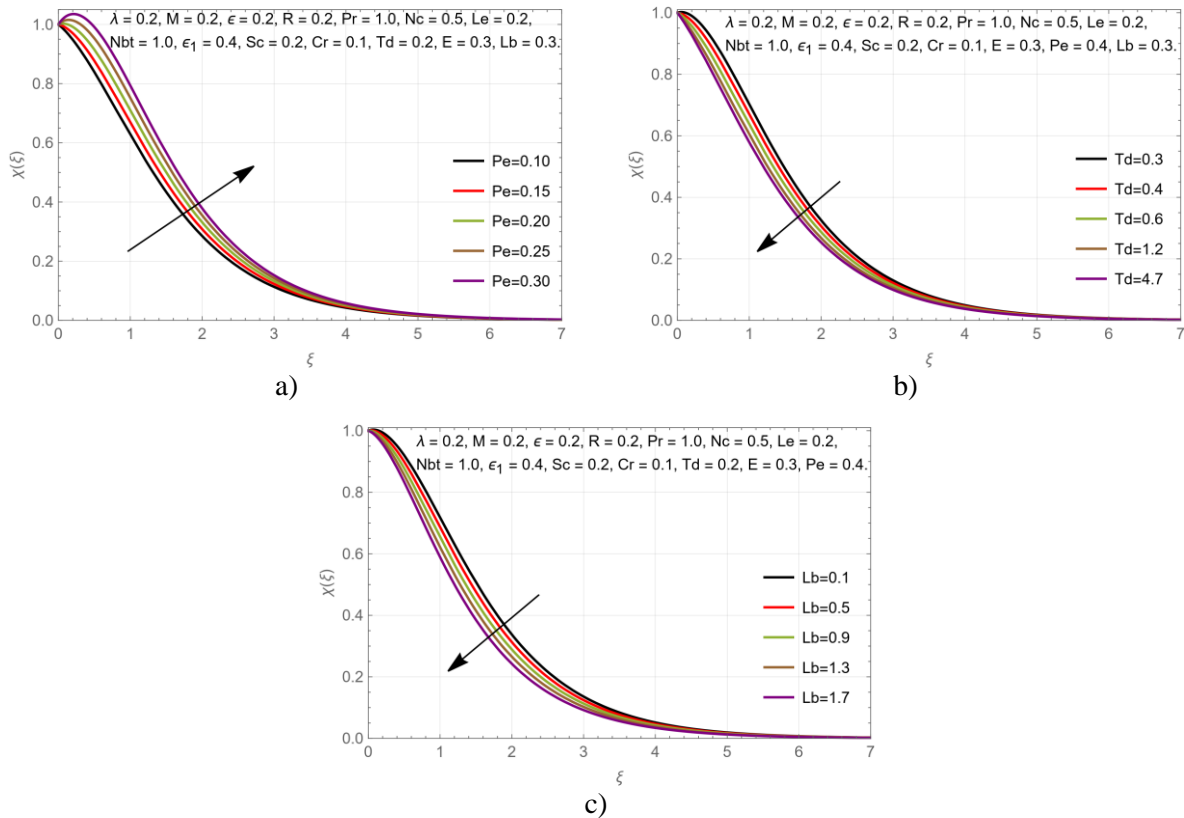 λ = 0.2, M = 0.2, ϵ = 0.2, R = 0.2, Pr = 1.0, Nc = 0.5, Le = 0.2,
Nbt = 1.0, ϵ₁ = 0.4, Sc = 0.2, Cr = 0.1, Td = 0.2, E = 0.3, Lb = 0.3.
1.0
0.8
0.6
0.4
0.2
0.0
χ(ξ)
Pe=0.10
Pe=0.15
Pe=0.20
Pe=0.25
Pe=0.30
0 1 2 3 4 5 6 7
ξ
a)
λ = 0.2, M = 0.2, ϵ = 0.2, R = 0.2, Pr = 1.0, Nc = 0.5, Le = 0.2,
Nbt = 1.0, ϵ₁ = 0.4, Sc = 0.2, Cr = 0.1, E = 0.3, Pe = 0.4, Lb = 0.3.
1.0
0.8
0.6
0.4
0.2
0.0
χ(ξ)
Td=0.3
Td=0.4
Td=0.6
Td=1.2
Td=4.7
0 1 2 3 4 5 6 7
ξ
b)
λ = 0.2, M = 0.2, ϵ = 0.2, R = 0.2, Pr = 1.0, Nc = 0.5, Le = 0.2,
Nbt = 1.0, ϵ₁ = 0.4, Sc = 0.2, Cr = 0.1, Td = 0.2, E = 0.3, Pe = 0.4.
1.0
0.8
0.6
0.4
0.2
0.0
χ(ξ)
Lb=0.1
Lb=0.5
Lb=0.9
Lb=1.3
Lb=1.7
0 1 2 3 4 5 6 7
ξ
c)